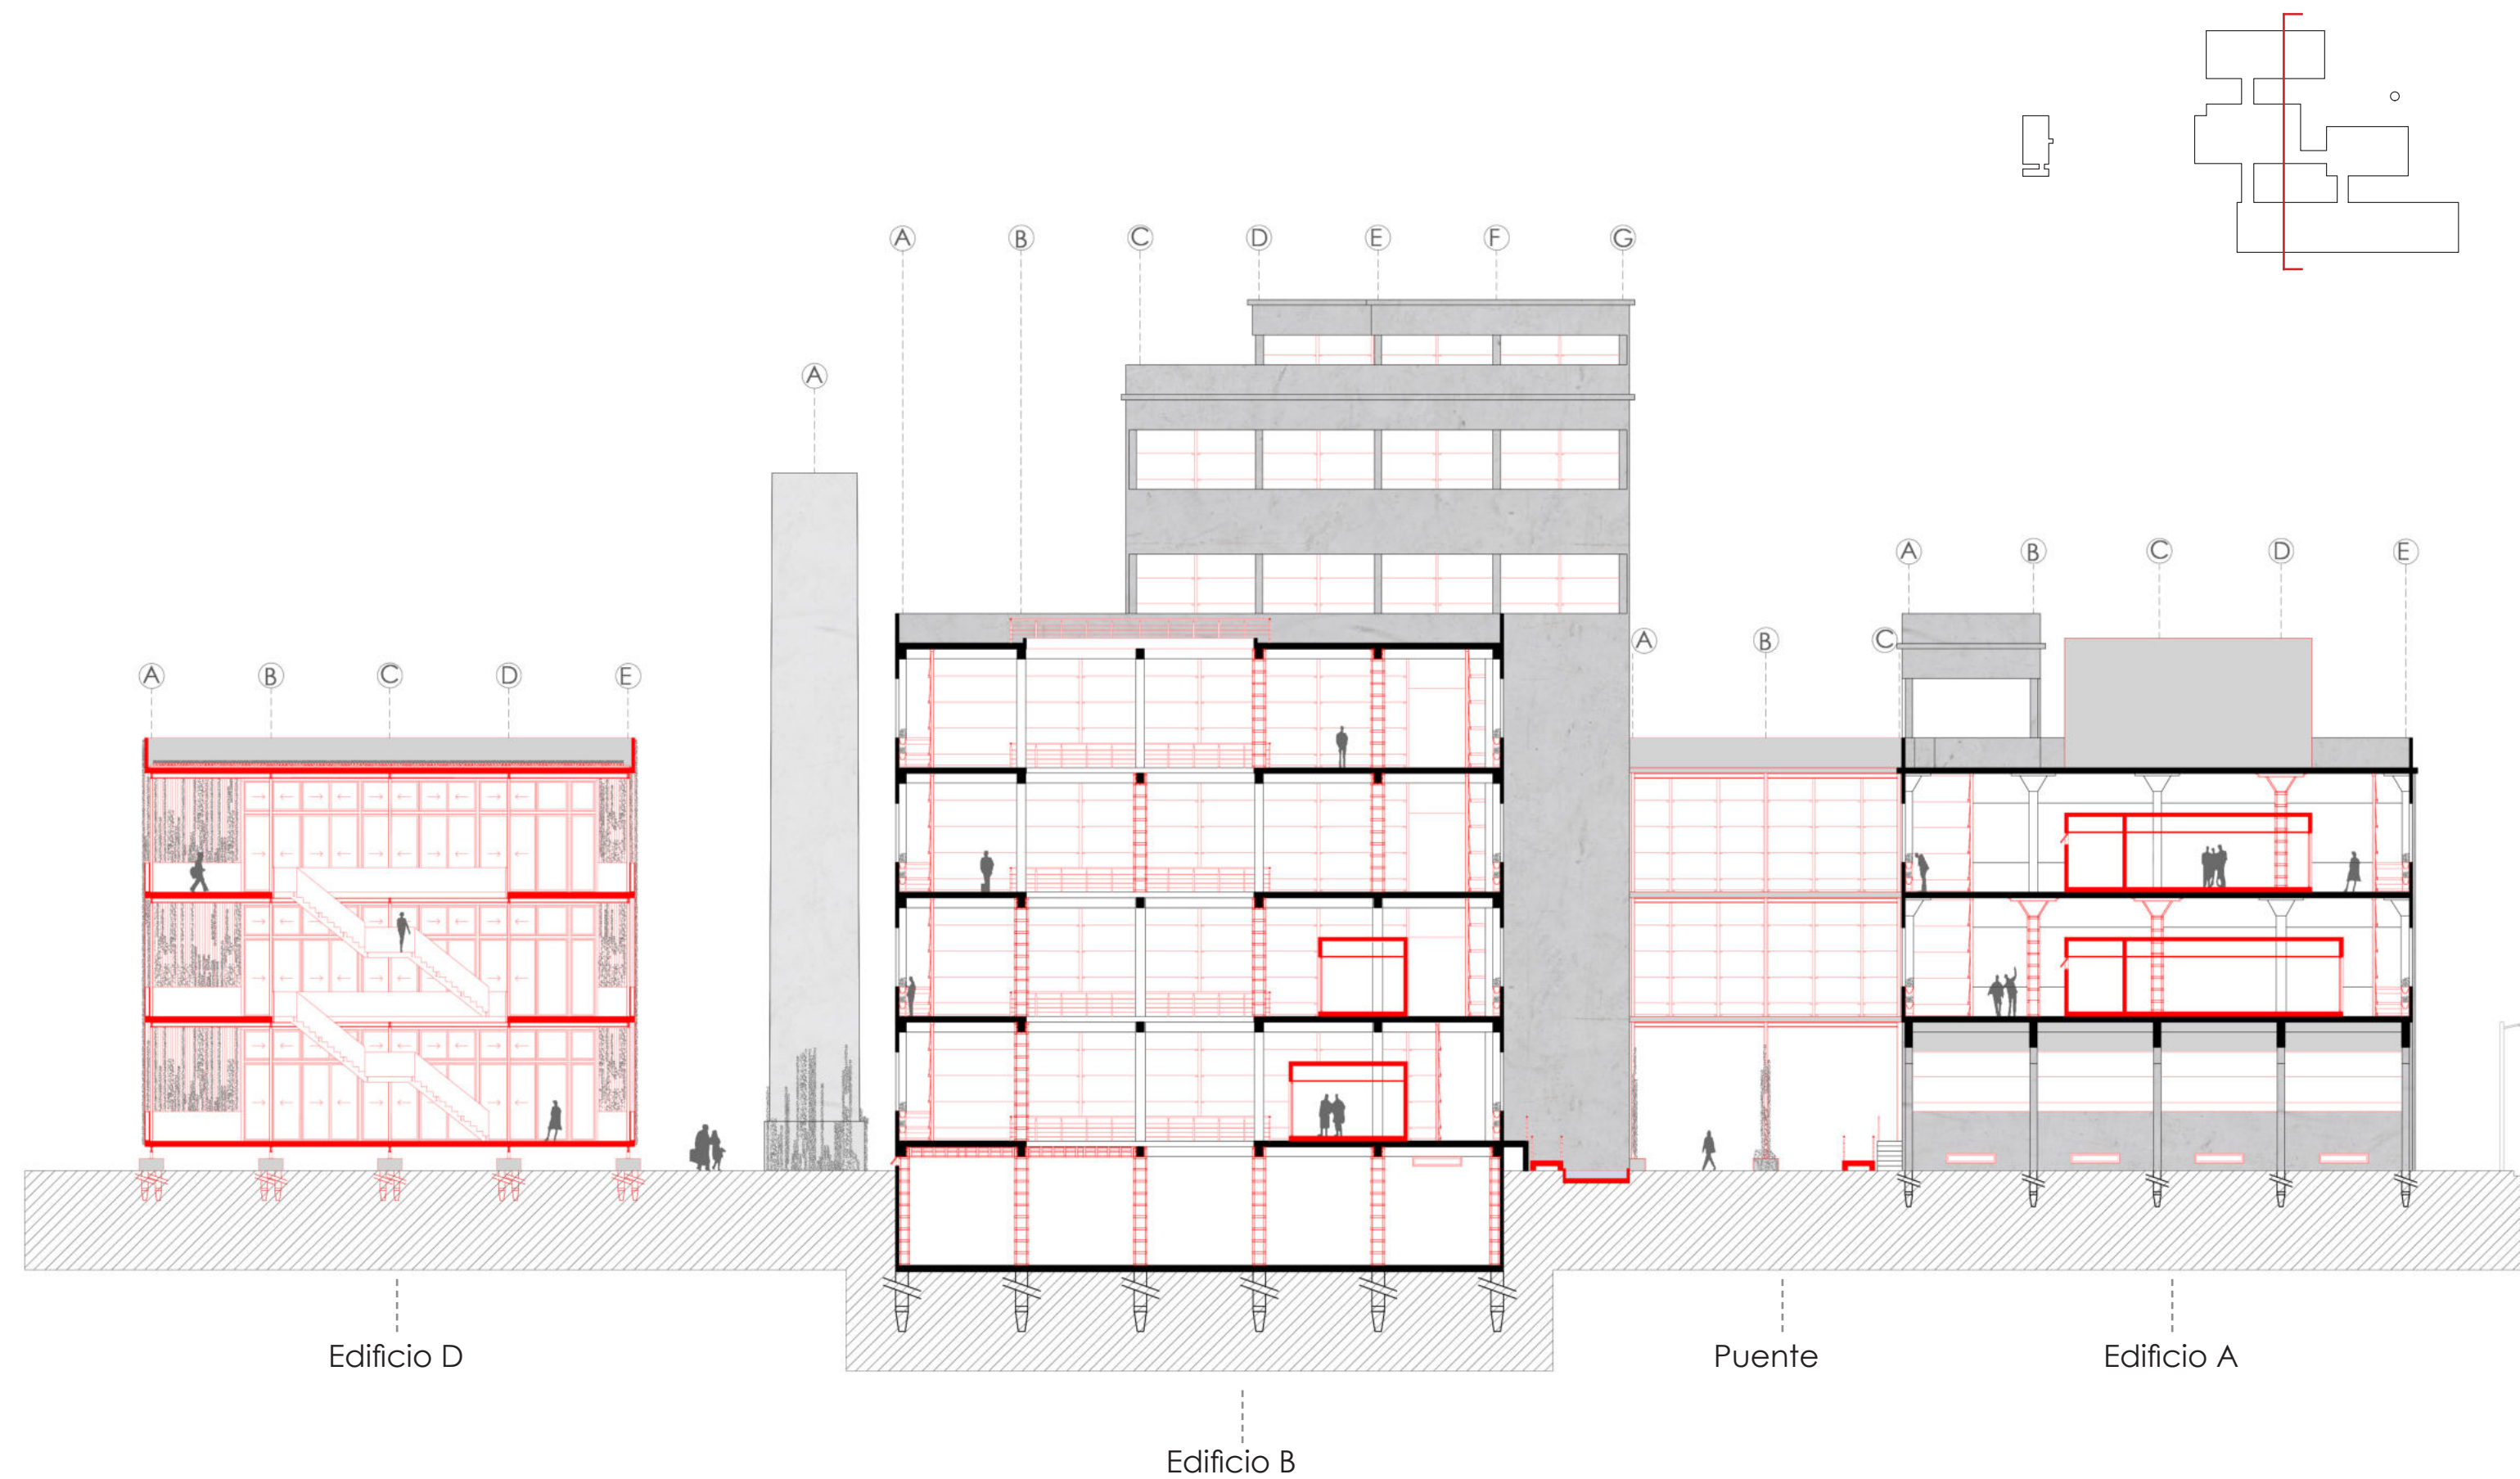 A B C D E F G
A
A B C D E
A B C
A B C D E
Edificio D
Puente
Edificio A
Edificio B